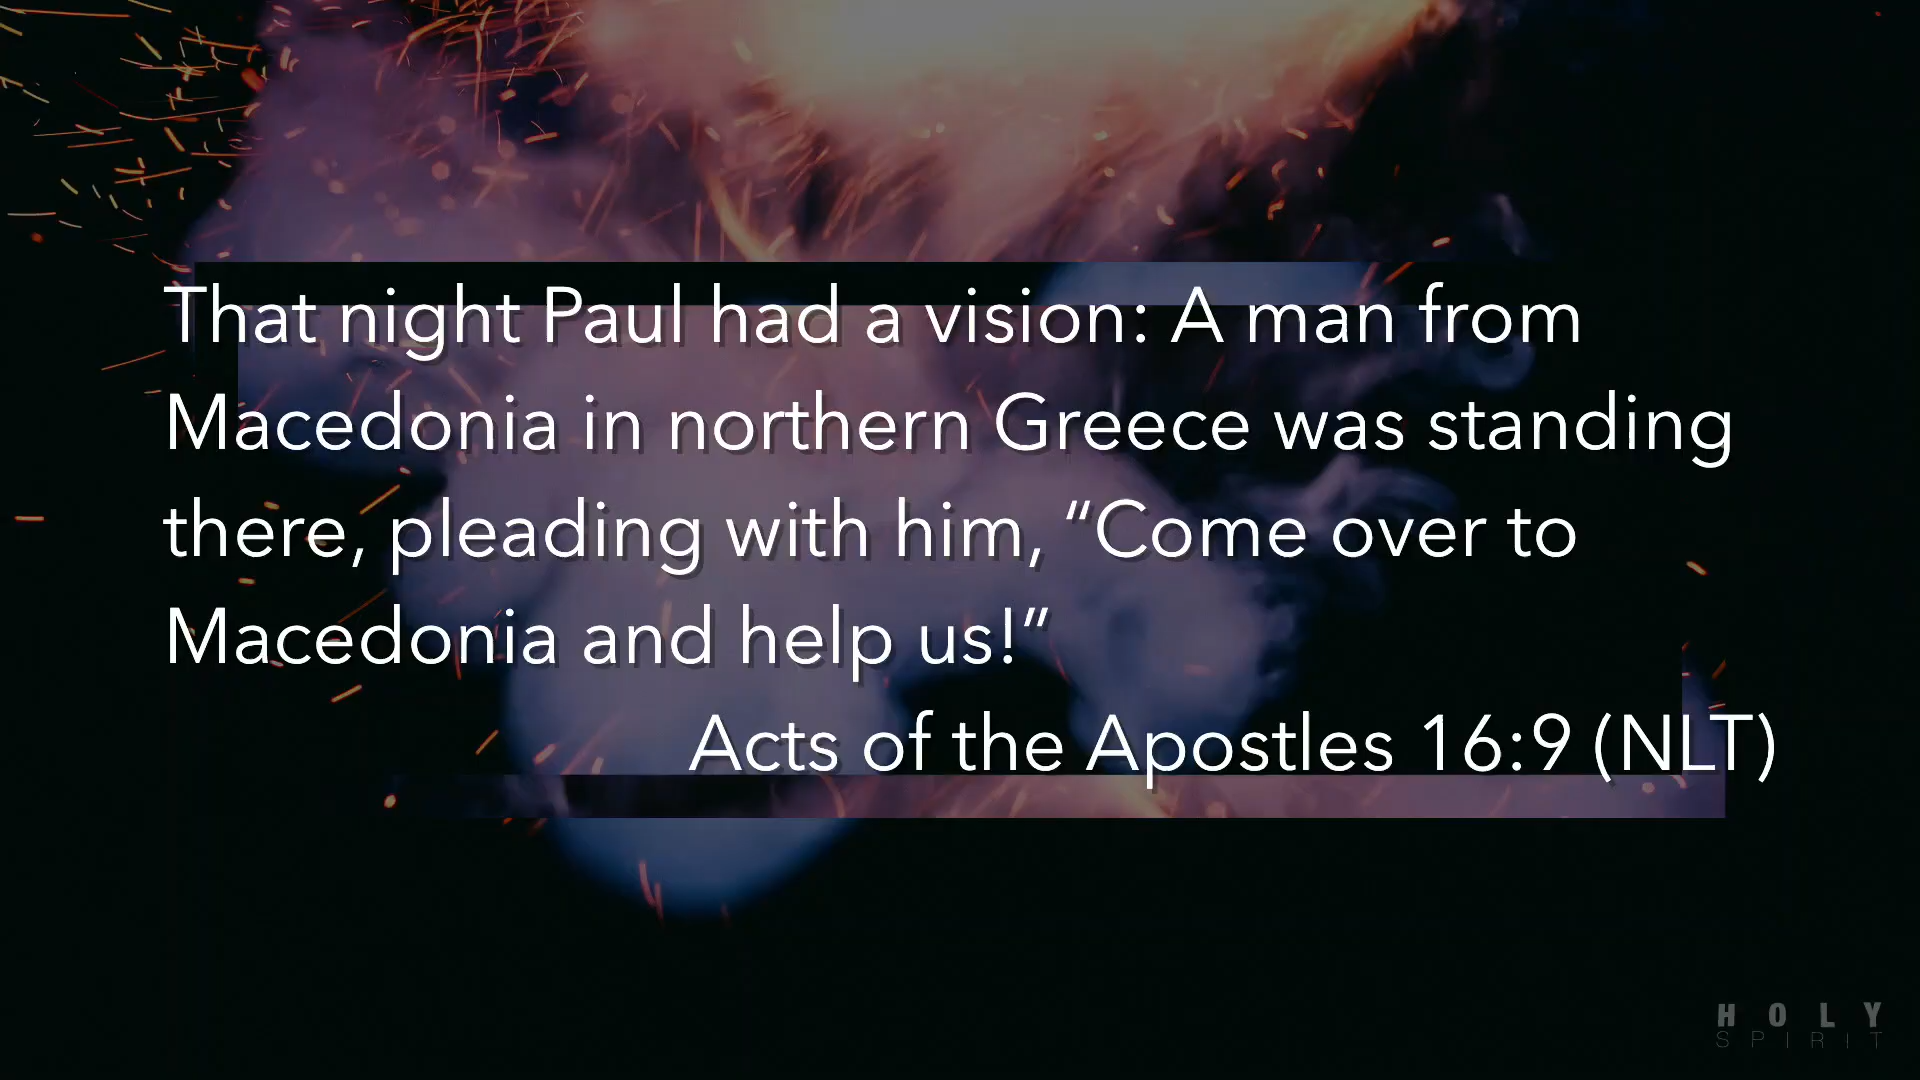 That night Paul had a vision: A man from
Macedonia in northern Greece was standing
there, pleading with him, “Come over to
Macedonia and help us!”
Acts of the Apostles 16:9 (NLT)
HOLY
SPIRIT